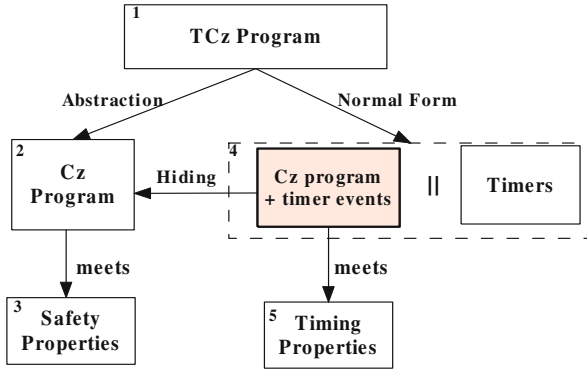 1
TCz Program
Abstraction
Normal Form
2
Cz
Program
Hiding
4
Cz program
+ timer events
||
Timers
meets
meets
3
Safety
Properties
5
Timing
Properties